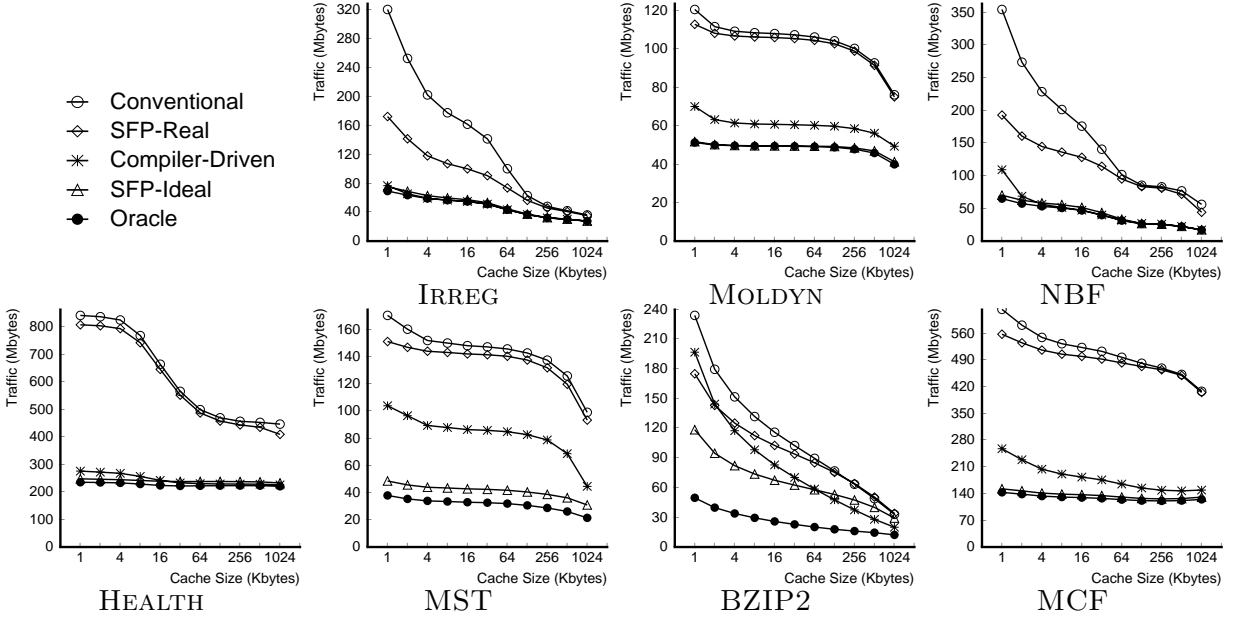 Conventional
SFP-Real
Compiler-Driven
SFP-Ideal
Oracle
Traffic (Mbytes)
320
280
240
200
160
120
80
40
0
1 4 16 64 256 1024
Cache Size (Kbytes)
IRREG
Traffic (Mbytes)
120
100
80
60
40
20
0
1 4 16 64 256 1024
Cache Size (Kbytes)
MOLDYN
Traffic (Mbytes)
350
300
250
200
150
100
50
0
1 4 16 64 256 1024
Cache Size (Kbytes)
NBF
Traffic (Mbytes)
800
700
600
500
400
300
200
100
0
1 4 16 64 256 1024
Cache Size (Kbytes)
HEALTH
Traffic (Mbytes)
160
140
120
100
80
60
40
20
0
1 4 16 64 256 1024
Cache Size (Kbytes)
MST
Traffic (Mbytes)
240
210
180
150
120
90
60
30
0
1 4 16 64 256 1024
Cache Size (Kbytes)
BZIP2
Traffic (Mbytes)
560
490
420
350
280
210
140
70
0
1 4 16 64 256 1024
Cache Size (Kbytes)
MCF